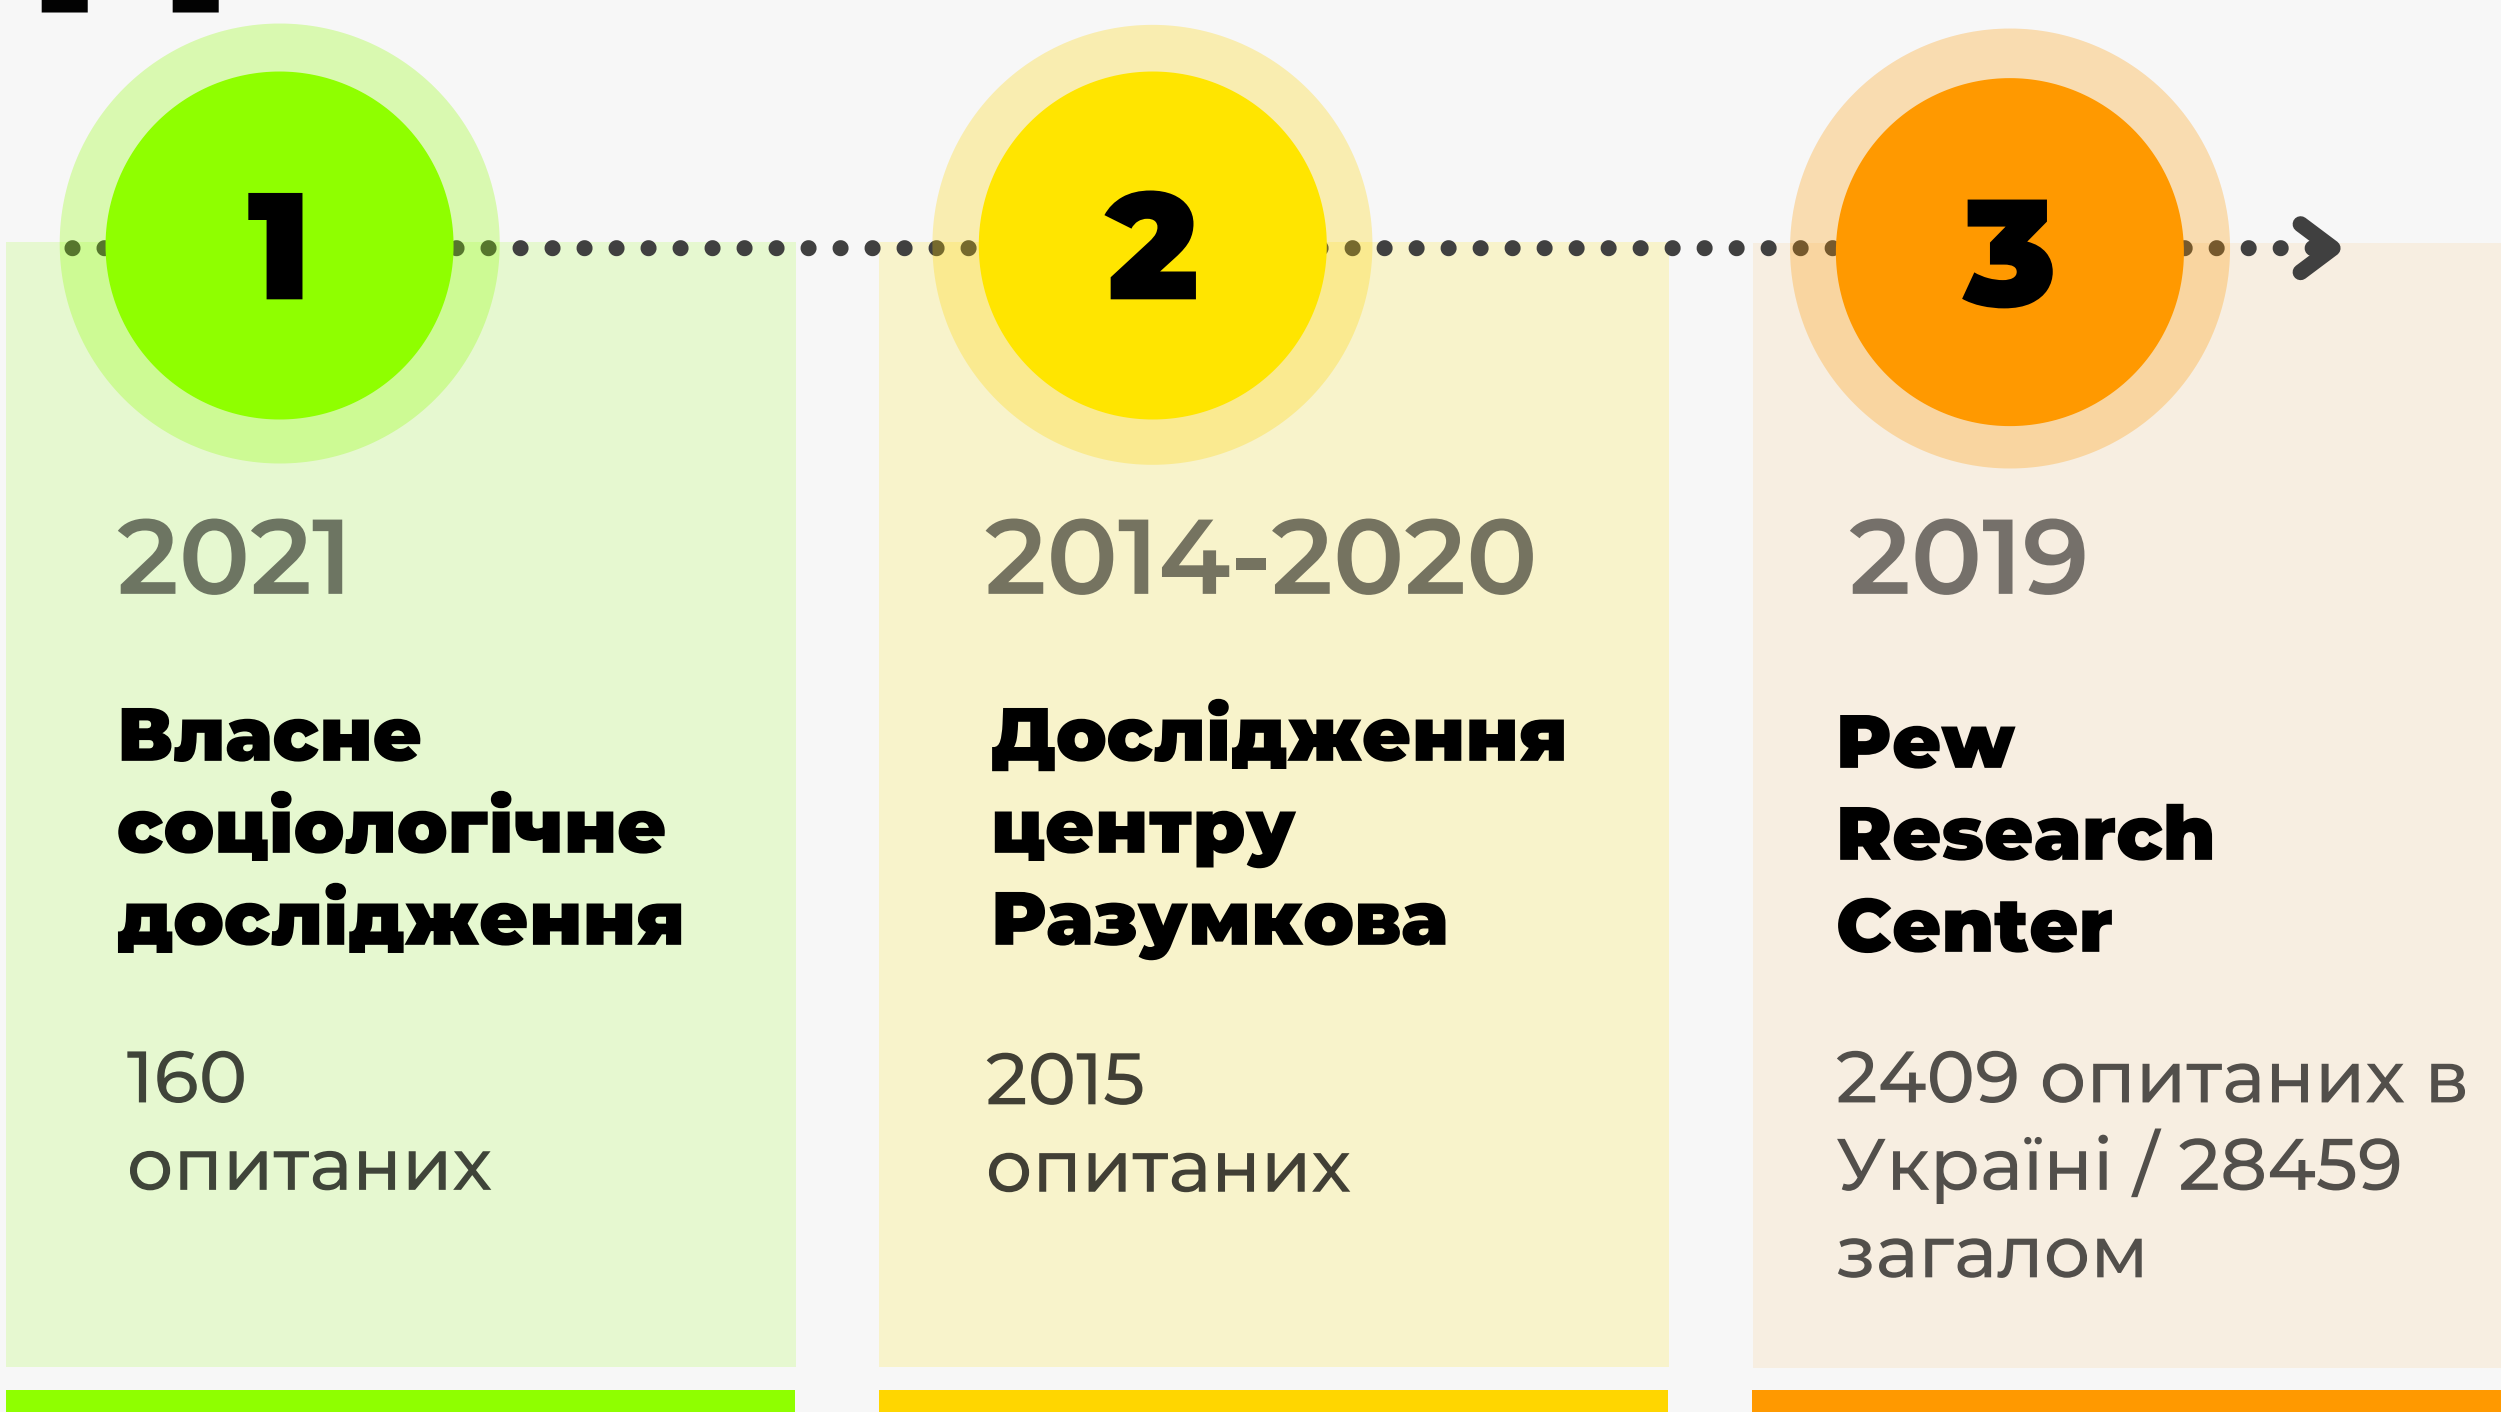 1
2021
Власне
соціологічне
дослідження
160
опитаних
2
2014-2020
Дослідження
центру
Разумкова
2015
опитаних
3
2019
Pew
Research
Center
2409 опитаних в
Україні / 28459
загалом